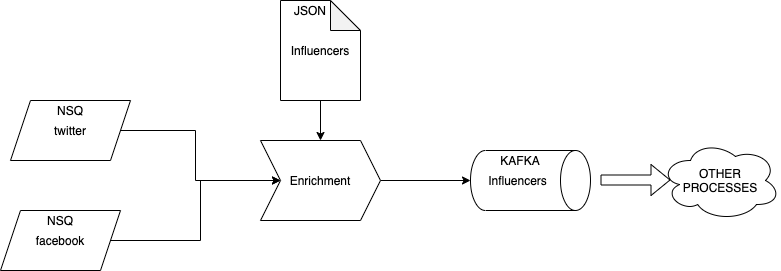 JSON
Influencers
NSQ
twitter
NSQ
facebook
Enrichment
KAFKA
Influencers
OTHER
PROCESSES